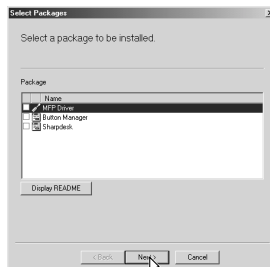 Select Packages
Select a package to be installed.
Package
Name
MFP Driver
Button Manager
Sharpdesk
Display README
< Back
Next >
Cancel